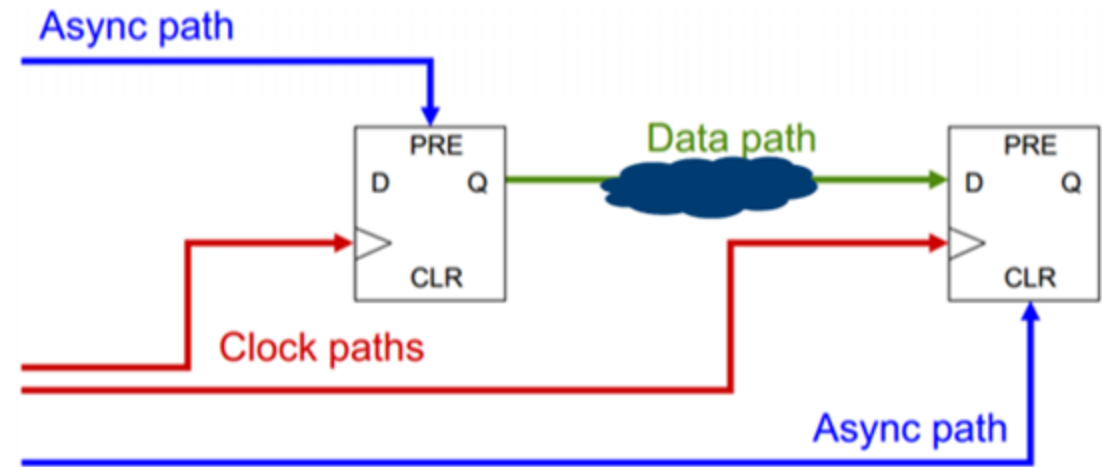 Async path
PRE
D
Q
CLR
Data path
PRE
D
Q
CLR
Clock paths
Async path